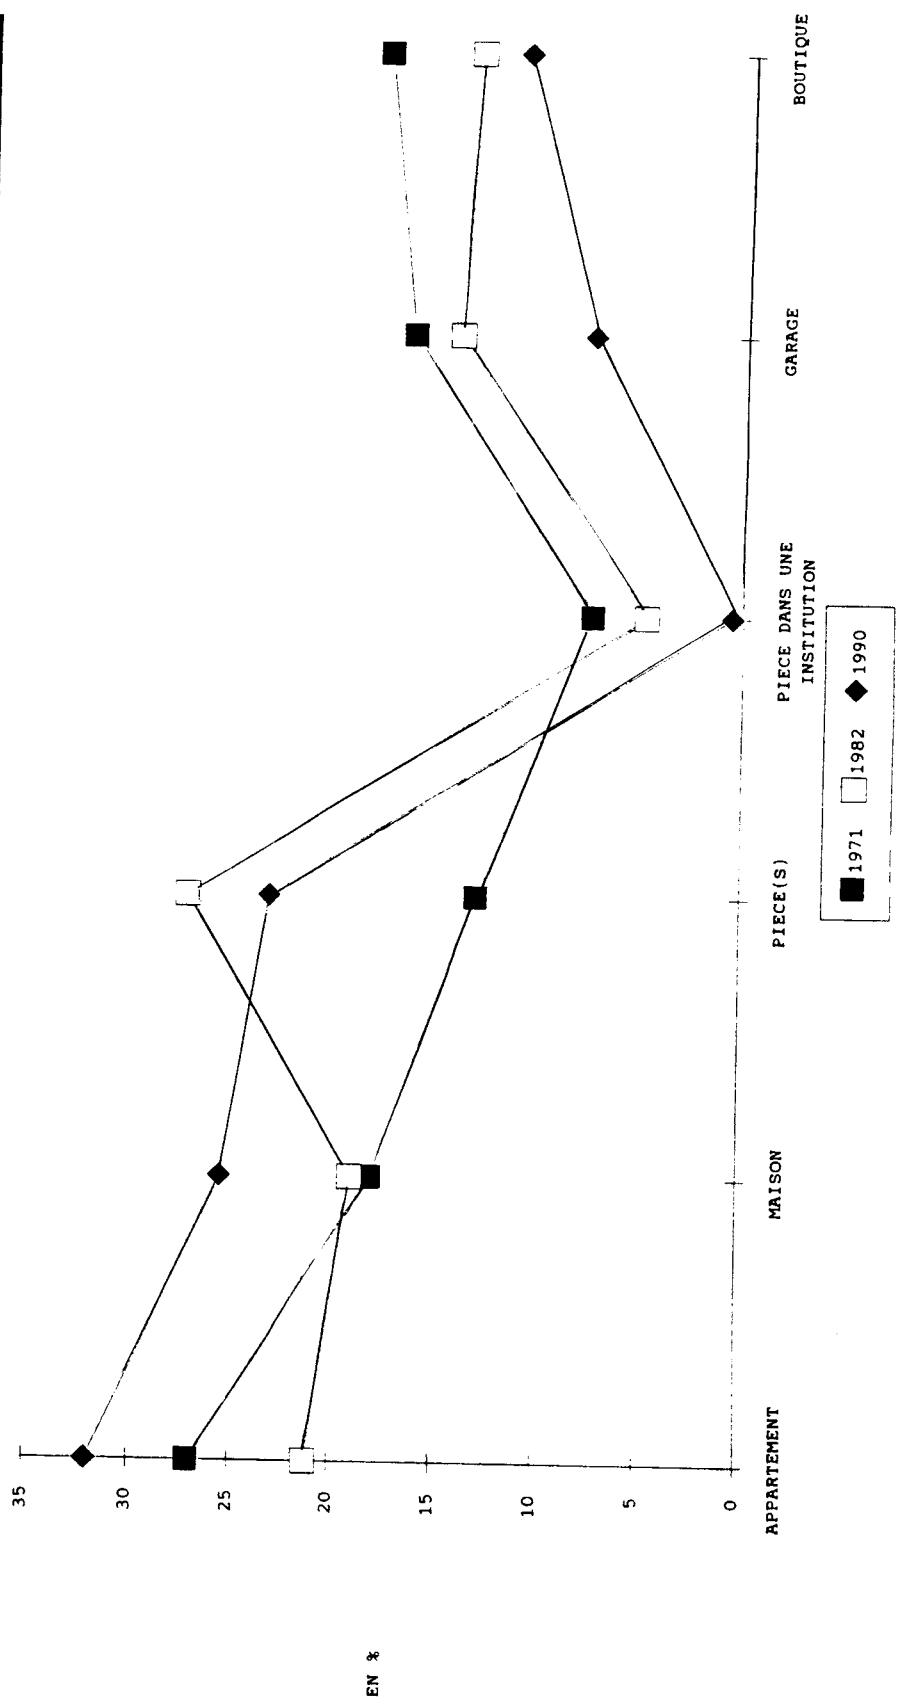 EN %
35
30
25
20
15
10
5
0
APPARTEMENT
MAISON
PIECE(S)
PIECE DANS UNE
INSTITUTION
GARAGE
BOUTIQUE
1971 1982 1990